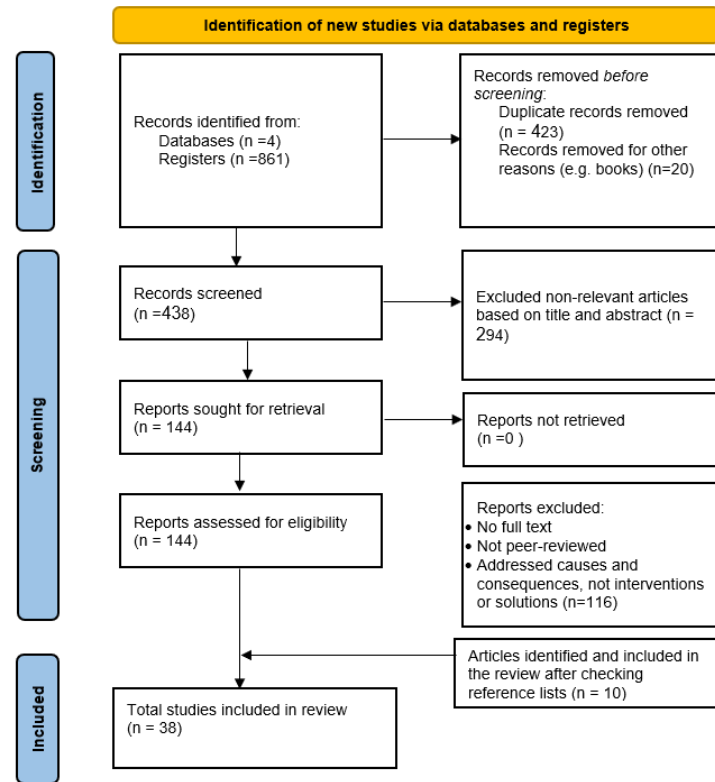 Identification of new studies via databases and registers
Identification
Records identified from:
Databases (n =4)
Registers (n =861)
Records removed before
screening:
Duplicate records removed
(n = 423)
Records removed for other
reasons (e.g. books) (n=20)
Screening
Records screened
(n =438)
Excluded non-relevant articles
based on title and abstract (n =
294)
Reports sought for retrieval
(n = 144)
Reports not retrieved
(n =0 )
Reports assessed for eligibility
(n = 144)
Reports excluded:
• No full text
• Not peer-reviewed
• Addressed causes and
consequences, not interventions
or solutions (n=116)
Articles identified and included in
the review after checking
reference lists (n = 10)
Included
Total studies included in review
(n = 38)